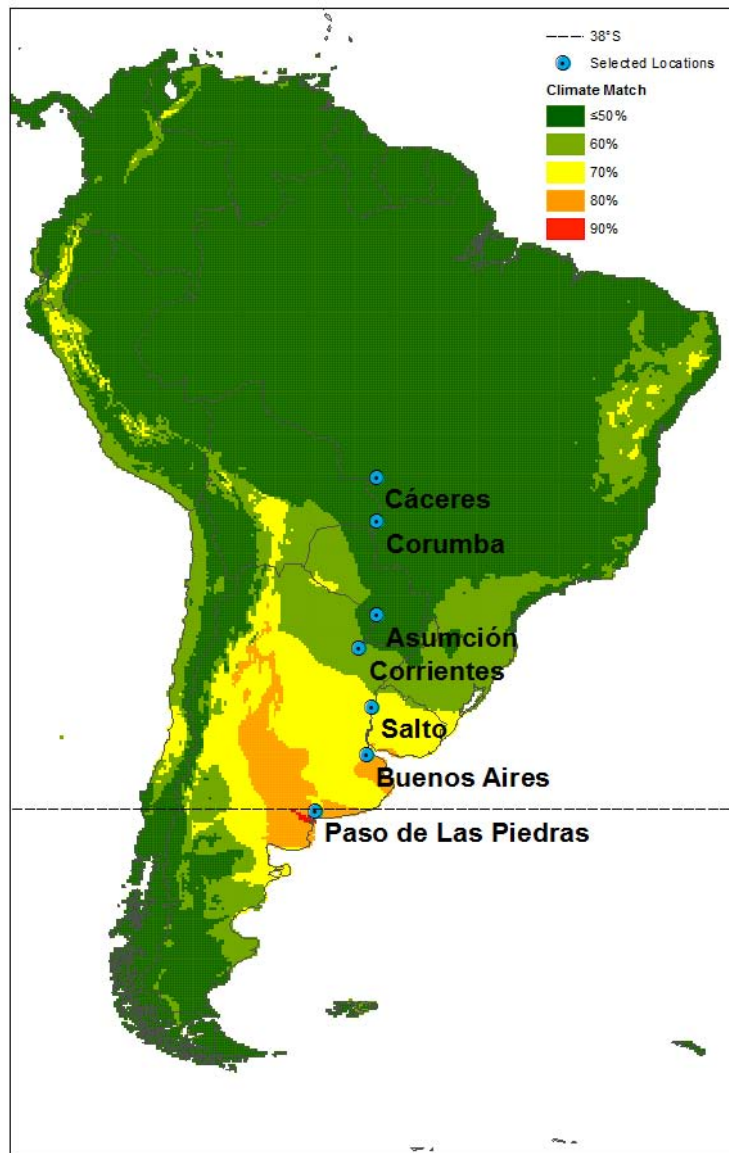 38°S
Selected Locations
Climate Match
≤50%
60%
70%
80%
90%
Cáceres
Corumba
Asumción
Corrientes
Salto
Buenos Aires
Paso de Las Piedras